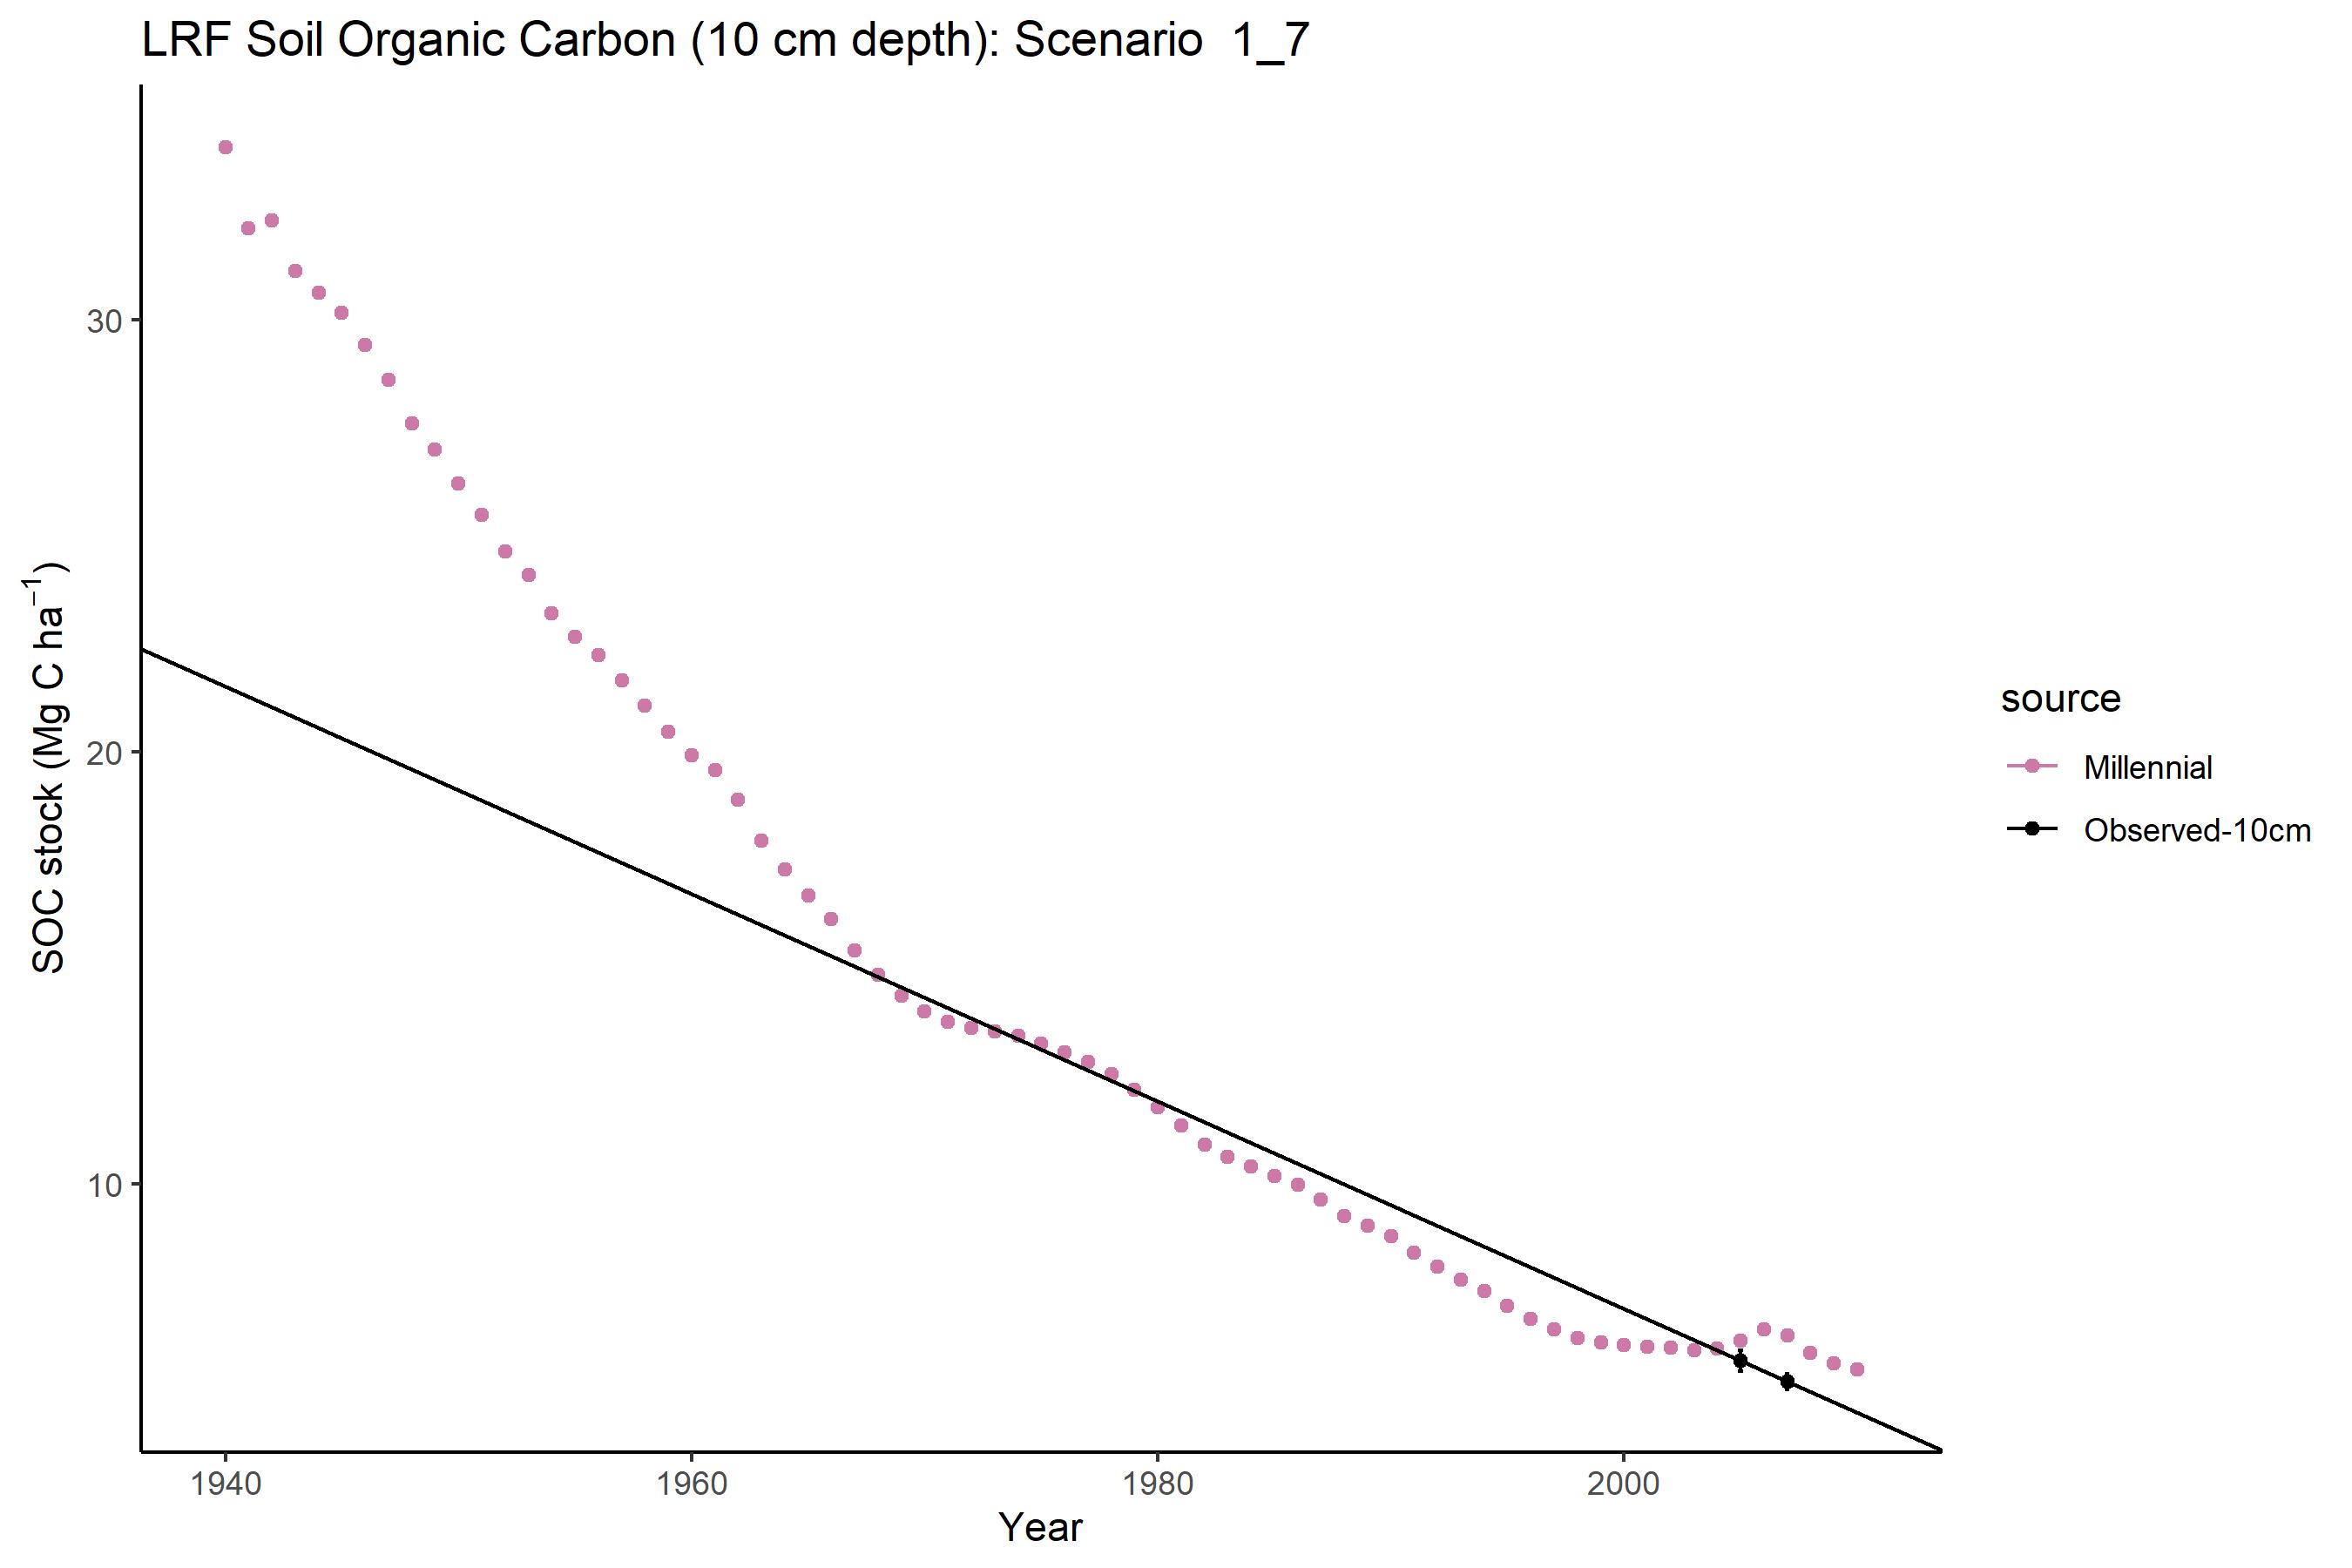 LRF Soil Organic Carbon (10 cm depth): Scenario  1_7
SOC stock (Mg C ha⁻¹)
30
20
10
1940
1960
1980
2000
Year
source
Millennial
Observed-10cm